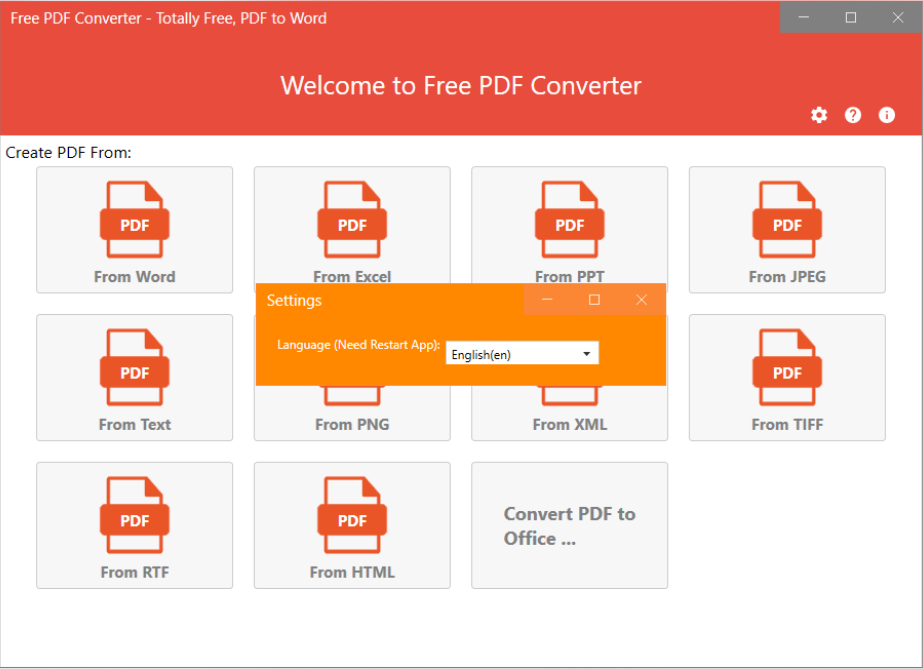 Free PDF Converter - Totally Free, PDF to Word
Welcome to Free PDF Converter
Create PDF From:
PDF
From Word
PDF
From Excel
PDF
From PPT
PDF
From JPEG
Settings
Language (Need Restart App):
English(en)
PDF
From Text
From PNG
From XML
PDF
From TIFF
PDF
From RTF
PDF
From HTML
Convert PDF to
Office ...